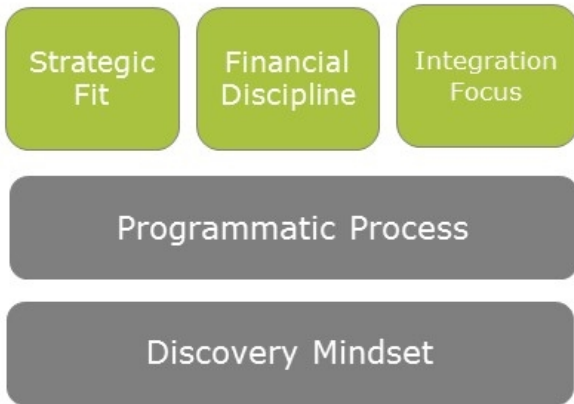 Strategic
Fit
Financial
Discipline
Integration
Focus
Programmatic Process
Discovery Mindset